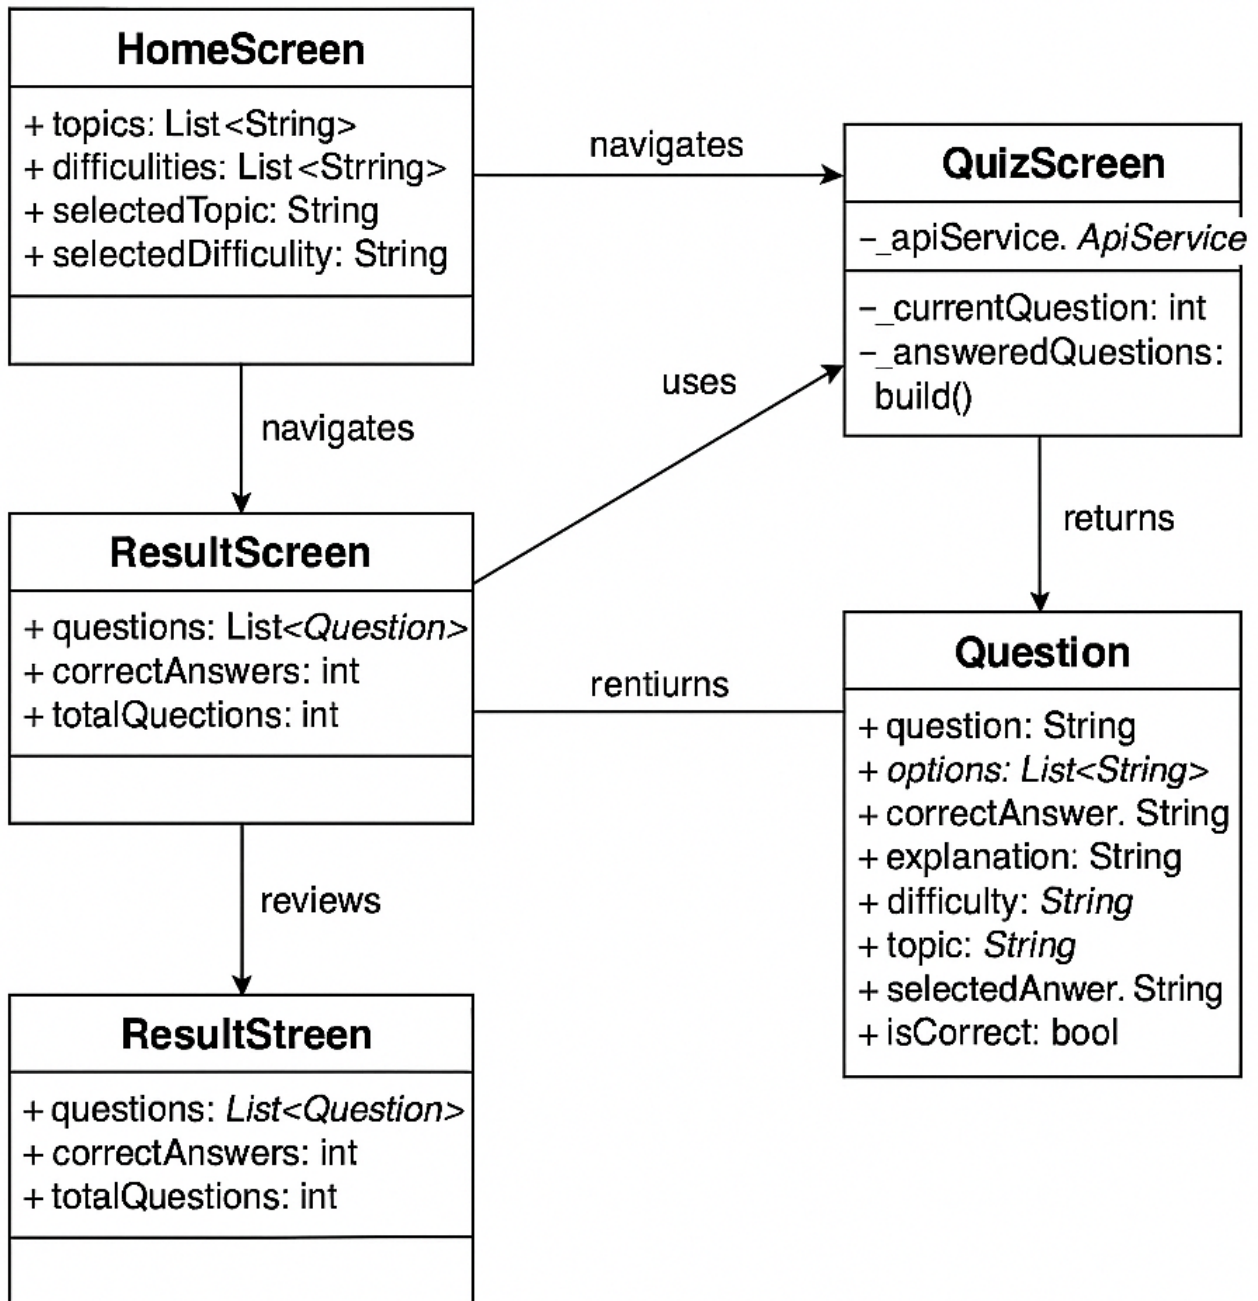 HomeScreen
+ topics: List<String>
+ difficulities: List<Strring>
+ selectedTopic: String
+ selectedDifficulity: String
navigates
QuizScreen
–_apiService. ApiService
–_currentQuestion: int
–_answeredQuestions:
build()
uses
navigates
returns
ResultScreen
+ questions: List<Question>
+ correctAnswers: int
+ totalQuections: int
rentiurns
Question
+ question: String
+ options: List<String>
+ correctAnswer. String
+ explanation: String
+ difficulty: String
+ topic: String
+ selectedAnwer. String
+ isCorrect: bool
reviews
ResultStreen
+ questions: List<Question>
+ correctAnswers: int
+ totalQuestions: int